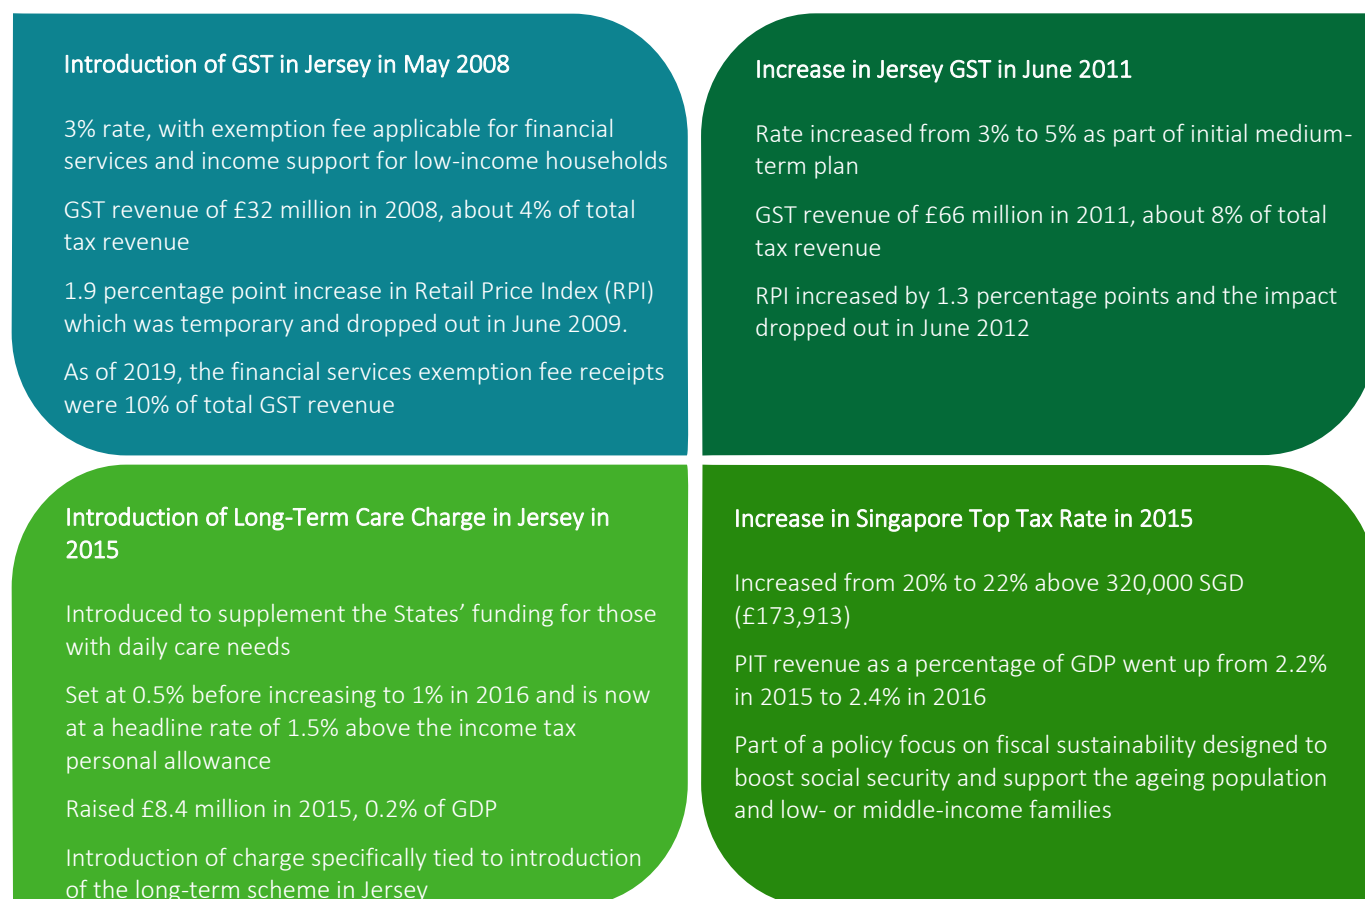 Introduction of GST in Jersey in May 2008
3% rate, with exemption fee applicable for financial
services and income support for low-income households
GST revenue of £32 million in 2008, about 4% of total
tax revenue
1.9 percentage point increase in Retail Price Index (RPI)
which was temporary and dropped out in June 2009.
As of 2019, the financial services exemption fee receipts
were 10% of total GST revenue
Increase in Jersey GST in June 2011
Rate increased from 3% to 5% as part of initial medium-
term plan
GST revenue of £66 million in 2011, about 8% of total
tax revenue
RPI increased by 1.3 percentage points and the impact
dropped out in June 2012
Introduction of Long-Term Care Charge in Jersey in
2015
Introduced to supplement the States’ funding for those
with daily care needs
Set at 0.5% before increasing to 1% in 2016 and is now
at a headline rate of 1.5% above the income tax
personal allowance
Raised £8.4 million in 2015, 0.2% of GDP
Introduction of charge specifically tied to introduction
of the long-term scheme in Jersey
Increase in Singapore Top Tax Rate in 2015
Increased from 20% to 22% above 320,000 SGD
(£173,913)
PIT revenue as a percentage of GDP went up from 2.2%
in 2015 to 2.4% in 2016
Part of a policy focus on fiscal sustainability designed to
boost social security and support the ageing population
and low- or middle-income families